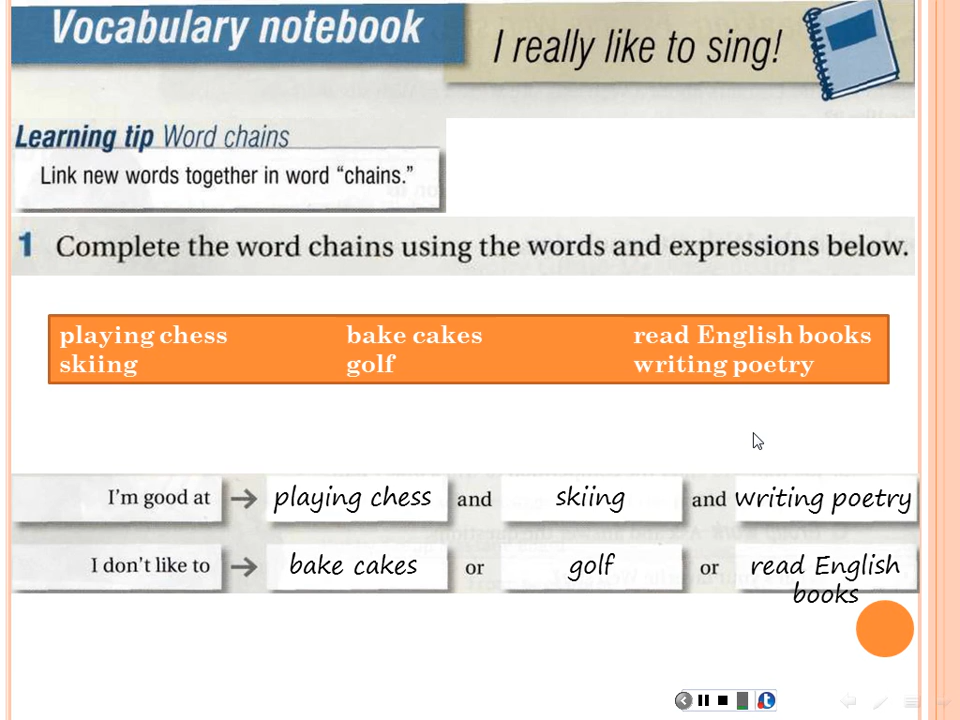 Vocabulary notebook
I really like to sing!
Learning tip Word chains
Link new words together in word “chains.”
1 Complete the word chains using the words and expressions below.
playing chess bake cakes read English books
skiing golf writing poetry
I’m good at → playing chess and skiing and writing poetry
I don’t like to → bake cakes or golf or read English
books